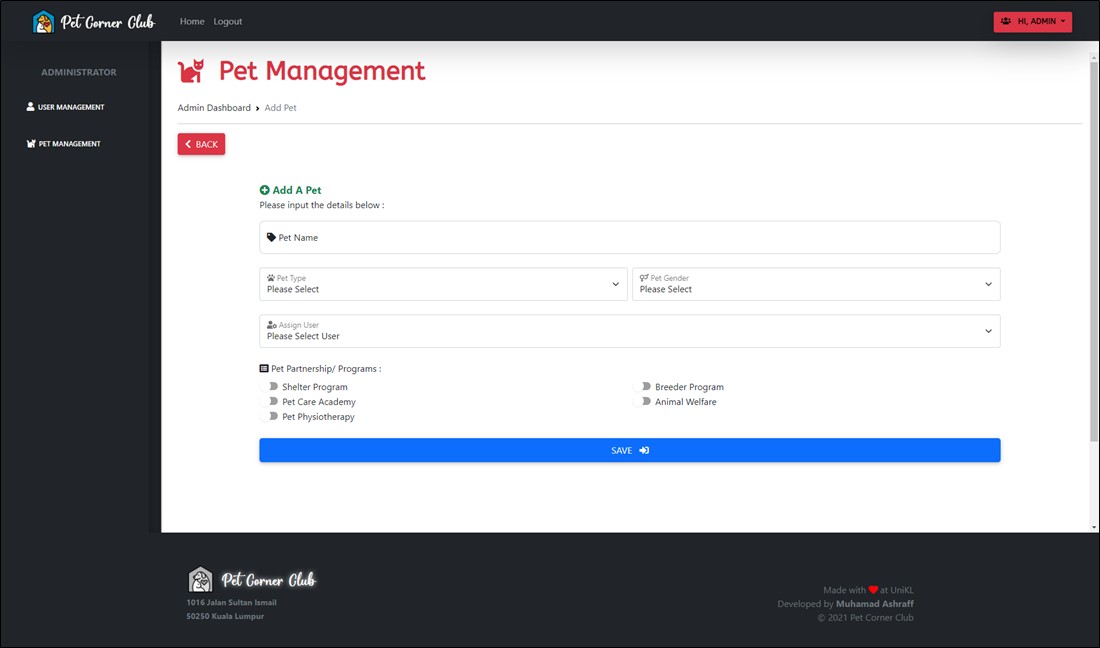 Pet Corner Club
Home Logout
HI, ADMIN
ADMINISTRATOR
USER MANAGEMENT
PET MANAGEMENT
Pet Management
Admin Dashboard › Add Pet
BACK
Add A Pet
Please input the details below :
Pet Name
Pet Type
Please Select
Pet Gender
Please Select
Assign User
Please Select User
Pet Partnership/ Programs :
Shelter Program
Breeder Program
Pet Care Academy
Animal Welfare
Pet Physiotherapy
SAVE
Pet Corner Club
1016 Jalan Sultan Ismail
50250 Kuala Lumpur
Made with ❤ at UniKL
Developed by Muhamad Ashraff
© 2021 Pet Corner Club